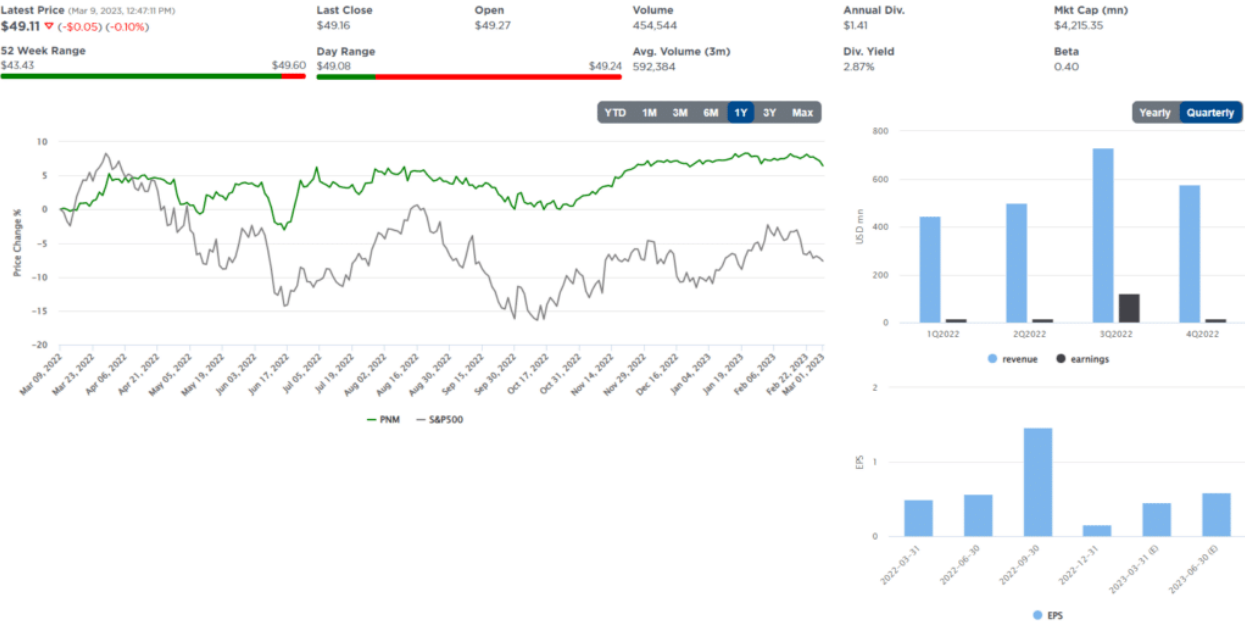 Latest Price (Mar 9, 2023, 12:47:11 PM)
$49.11 (-$0.05) (-0.10%)
Last Close
$49.16
Open
$49.27
Volume
454,544
Annual Div.
$1.41
Mkt Cap (mn)
$4,215.35
52 Week Range
$43.43 $49.60
Day Range
$49.08 $49.24
Avg. Volume (3m)
592,384
Div. Yield
2.87%
Beta
0.40
YTD 1M 3M 6M 1Y 3Y Max
10
5
0
-5
-10
-15
-20
Price Change %
Mar 09, 2022
Mar 23, 2022
Apr 06, 2022
Apr 21, 2022
May 05, 2022
May 19, 2022
Jun 03, 2022
Jun 17, 2022
Jul 05, 2022
Jul 19, 2022
Aug 02, 2022
Aug 16, 2022
Aug 30, 2022
Sep 15, 2022
Sep 30, 2022
Oct 17, 2022
Oct 31, 2022
Nov 14, 2022
Nov 29, 2022
Dec 16, 2022
Jan 04, 2023
Jan 19, 2023
Feb 06, 2023
Feb 22, 2023
Mar 01, 2023
PNM S&P500
Yearly Quarterly
800
600
400
200
0
USD mn
1Q2022 2Q2022 3Q2022 4Q2022
revenue earnings
2
1
0
EPS
2022-03-31
2022-06-30
2022-09-30
2022-12-31
2023-03-31 (E)
2023-06-30 (E)
EPS